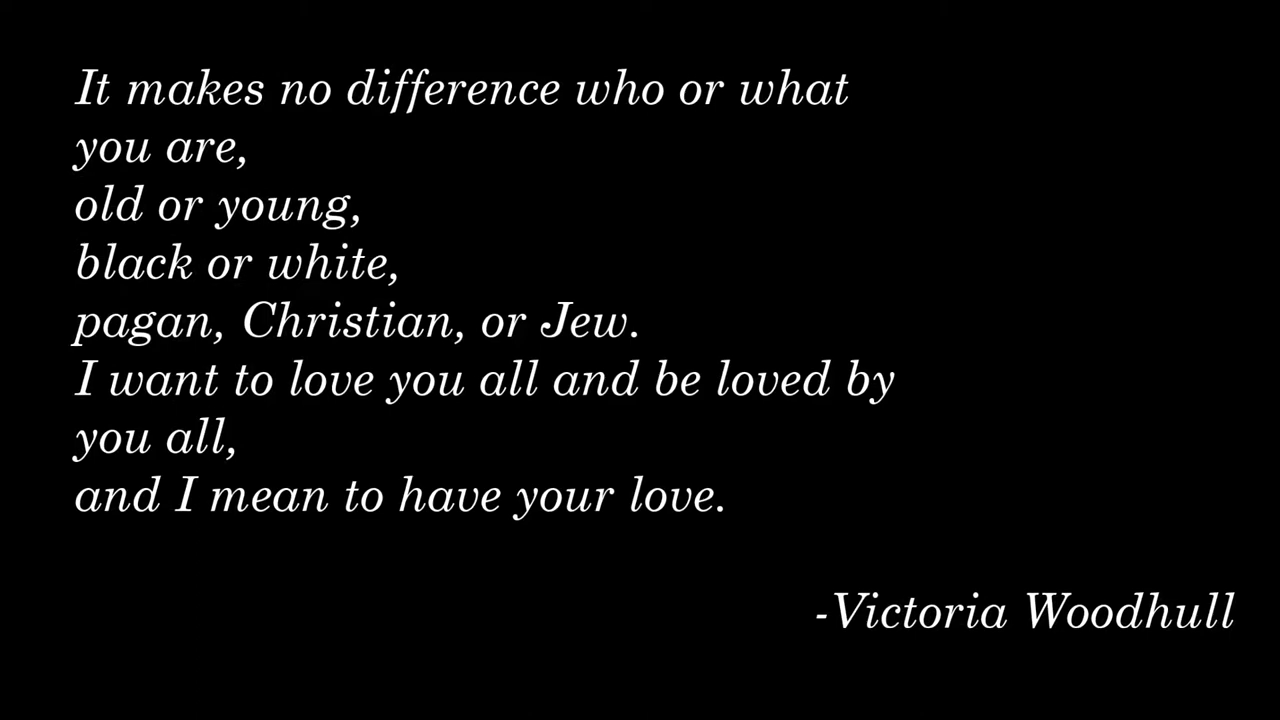 It makes no difference who or what
you are,
old or young,
black or white,
pagan, Christian, or Jew.
I want to love you all and be loved by
you all,
and I mean to have your love.
-Victoria Woodhull